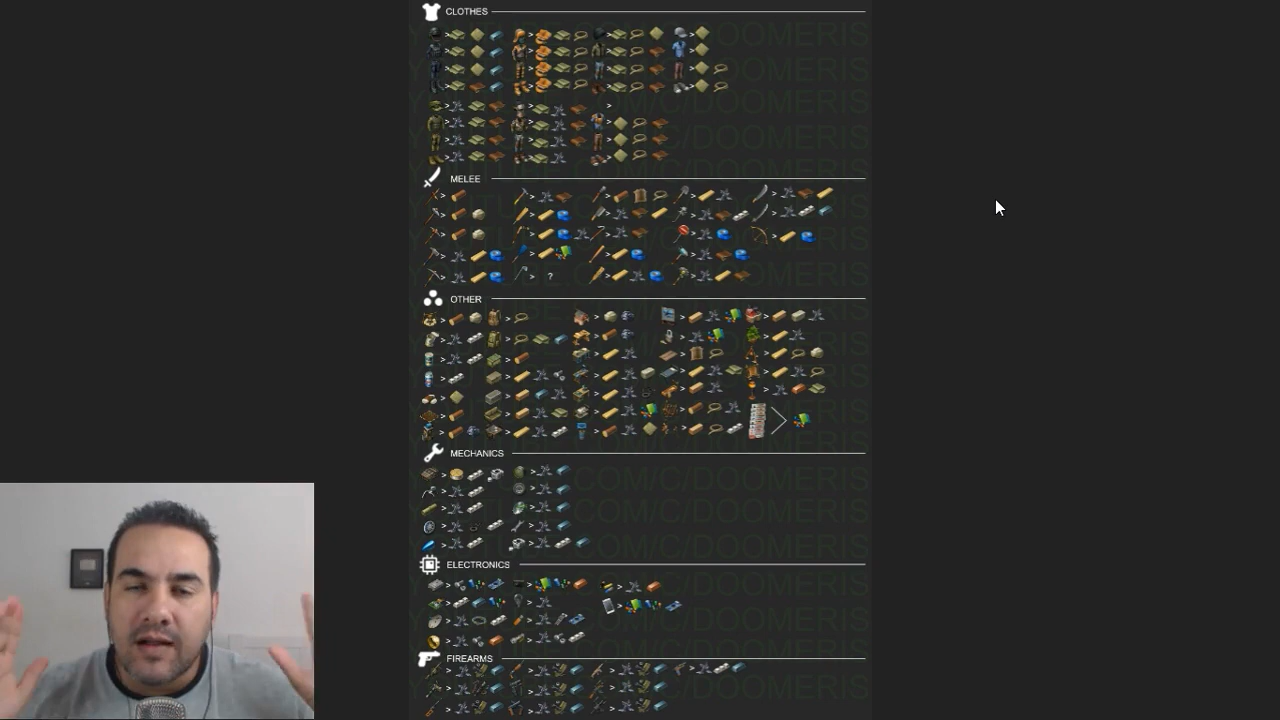 CLOTHES
MELEE
?
OTHER
MECHANICS
ELECTRONICS
FIREARMS